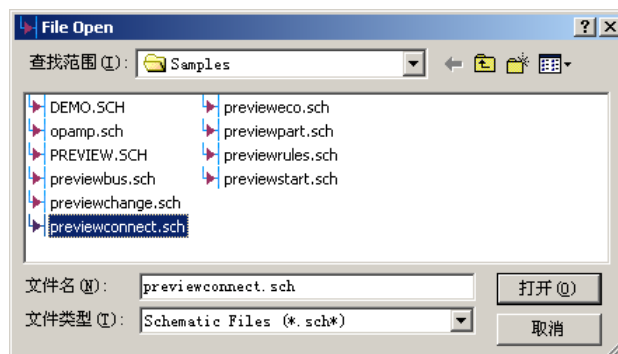 File Open
查找范围(I): Samples
DEMO.SCH
opamp.sch
PREVIEW.SCH
previewbus.sch
previewchange.sch
previewconnect.sch
previeweco.sch
previewpart.sch
previewrules.sch
previewstart.sch
文件名(N): previewconnect.sch 打开(O)
文件类型(T): Schematic Files (*.sch*) 取消